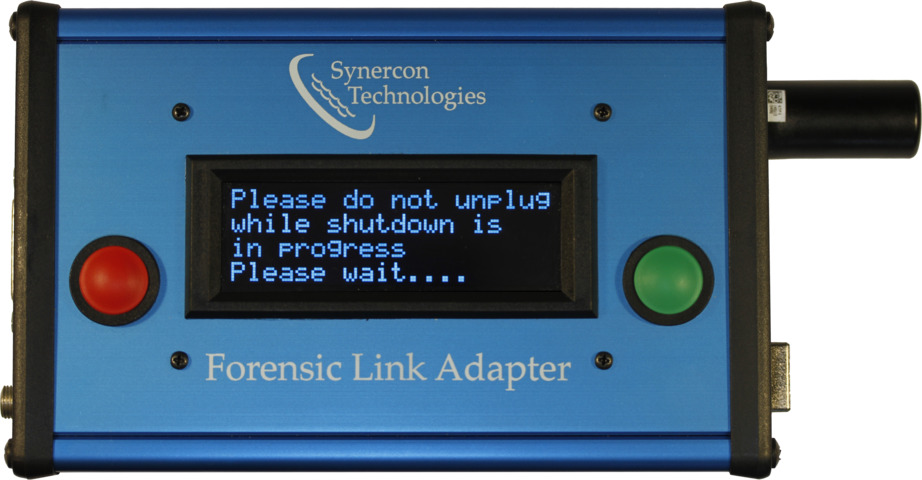 Synercon
Technologies
Please do not unplug
while shutdown is
in progress
Please wait....
Forensic Link Adapter